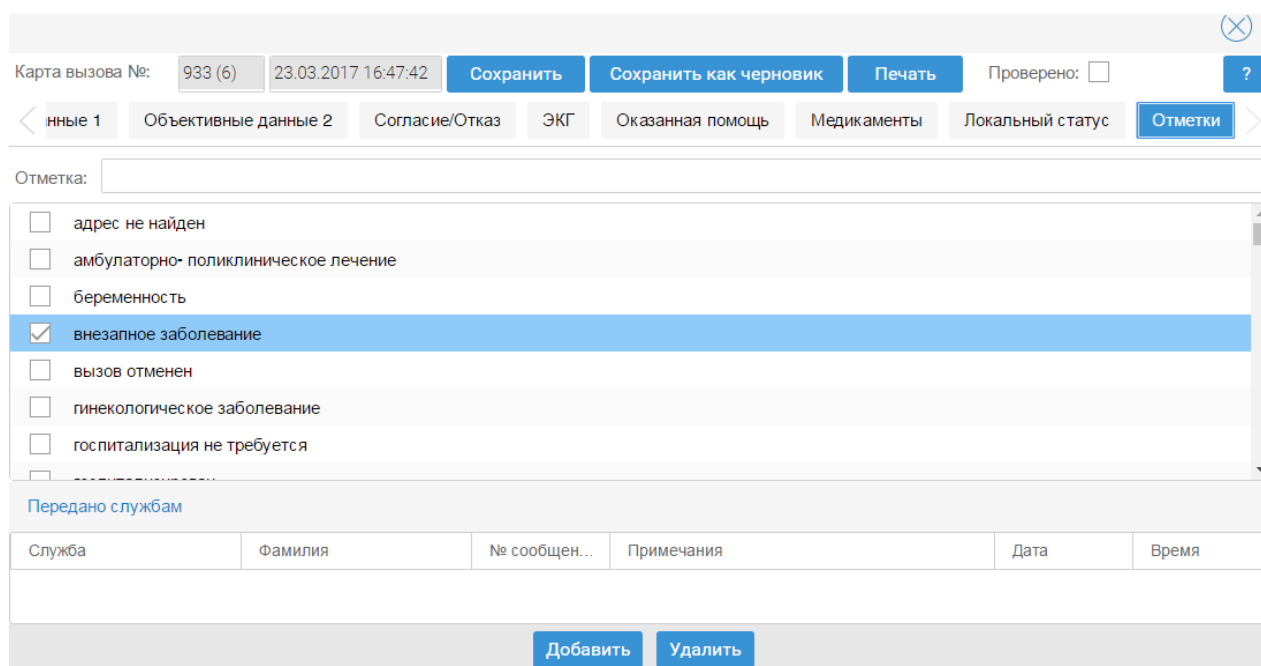 Карта вызова №: 933 (6) 23.03.2017 16:47:42 Сохранить Сохранить как черновик Печать Проверено: ?
нные 1 Объективные данные 2 Согласие/Отказ ЭКГ Оказанная помощь Медикаменты Локальный статус Отметки
Отметка:
адрес не найден
амбулаторно- поликлиническое лечение
беременность
внезапное заболевание
вызов отменен
гинекологическое заболевание
госпитализация не требуется
Передано службам
Служба Фамилия № сообщен... Примечания Дата Время
Добавить Удалить